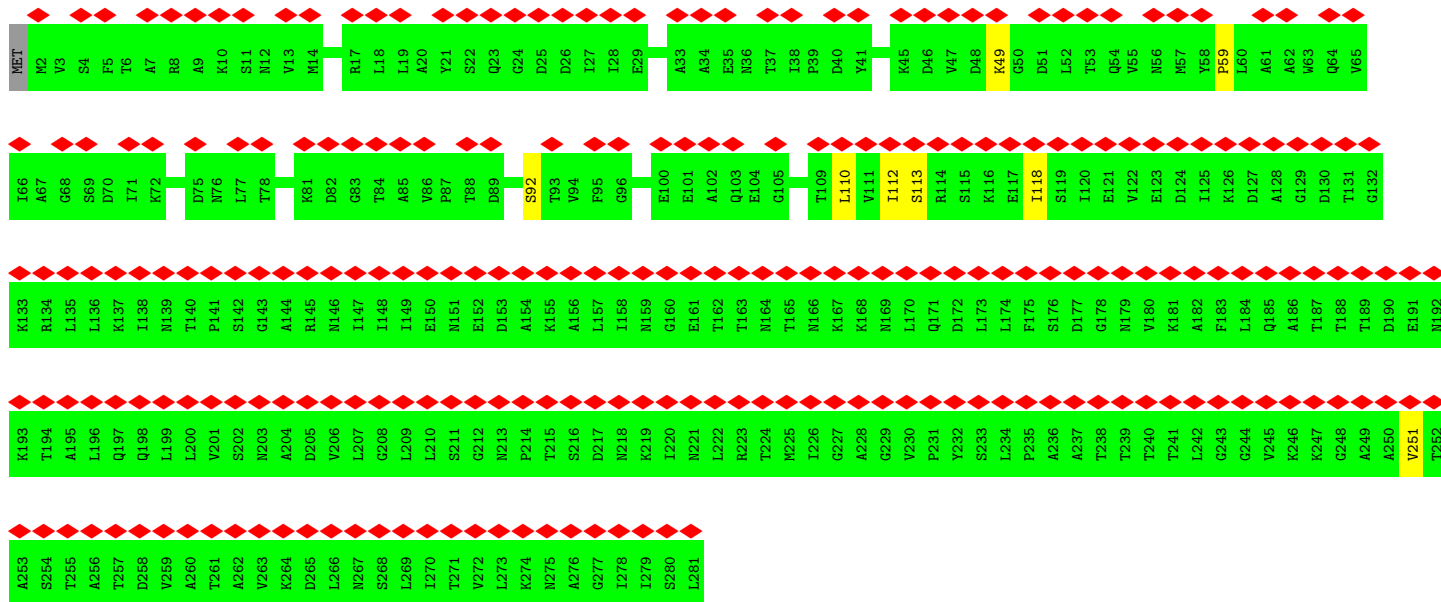 MET M2 V3 S4 F5 T6 A7 R8 A9 K10 S11 N12 V13 M14 R17 L18 L19 A20 Y21 S22 Q23 G24 D25 D26 I27 I28 E29 A33 A34 E35 N36 T37 I38 P39 D40 Y41 K45 D46 V47 D48 K49 G50 D51 L52 T53 Q54 V55 N56 M57 Y58 P59 L60 A61 A62 W63 Q64 V65
I66 A67 G68 S69 D70 I71 K72 D75 N76 L77 T78 K81 D82 G83 T84 A85 V86 P87 T88 D89 S92 T93 V94 F95 G96 E100 E101 A102 Q103 E104 G105 T109 L110 V111 I112 S113 R114 S115 K116 E117 I118 S119 I120 E121 V122 E123 D124 I125 K126 D127 A128 G129 D130 T131 G132
K133 R134 L135 L136 K137 I138 N139 T140 P141 S142 G143 A144 R145 N146 I147 I148 I149 E150 N151 E152 D153 A154 K155 A156 L157 I158 N159 G160 E161 T162 T163 N164 T165 N166 K167 K168 N169 L170 Q171 D172 L173 L174 F175 S176 D177 G178 N179 V180 K181 A182 F183 L184 Q185 A186 T187 T188 T189 D190 E191 N192
K193 T194 A195 L196 Q197 Q198 L199 L200 V201 S202 N203 A204 D205 V206 L207 G208 L209 L210 S211 G212 N213 P214 T215 S216 D217 N218 K219 I220 N221 L222 R223 T224 M225 I226 G227 A228 G229 V230 P231 Y232 S233 L234 P235 A236 A237 T238 T239 T240 T241 L242 G243 G244 V245 K246 K247 G248 A249 A250 V251 T252
A253 S254 T255 A256 T257 D258 V259 A260 T261 A262 V263 K264 D265 L266 N267 S268 L269 I270 T271 V272 L273 K274 N275 A276 G277 I278 I279 S280 L281